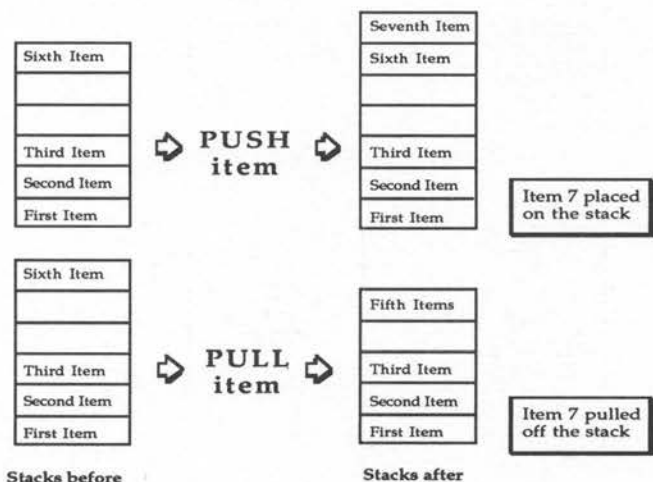 Seventh Item
Sixth Item
Sixth Item
Third Item
Second Item
First Item
PUSH
item
Third Item
Second Item
First Item
Item 7 placed
on the stack
Sixth Item
Third Item
Second Item
First Item
PULL
item
Fifth Items
Third Item
Second Item
First Item
Item 7 pulled
off the stack
Stacks before
Stacks after